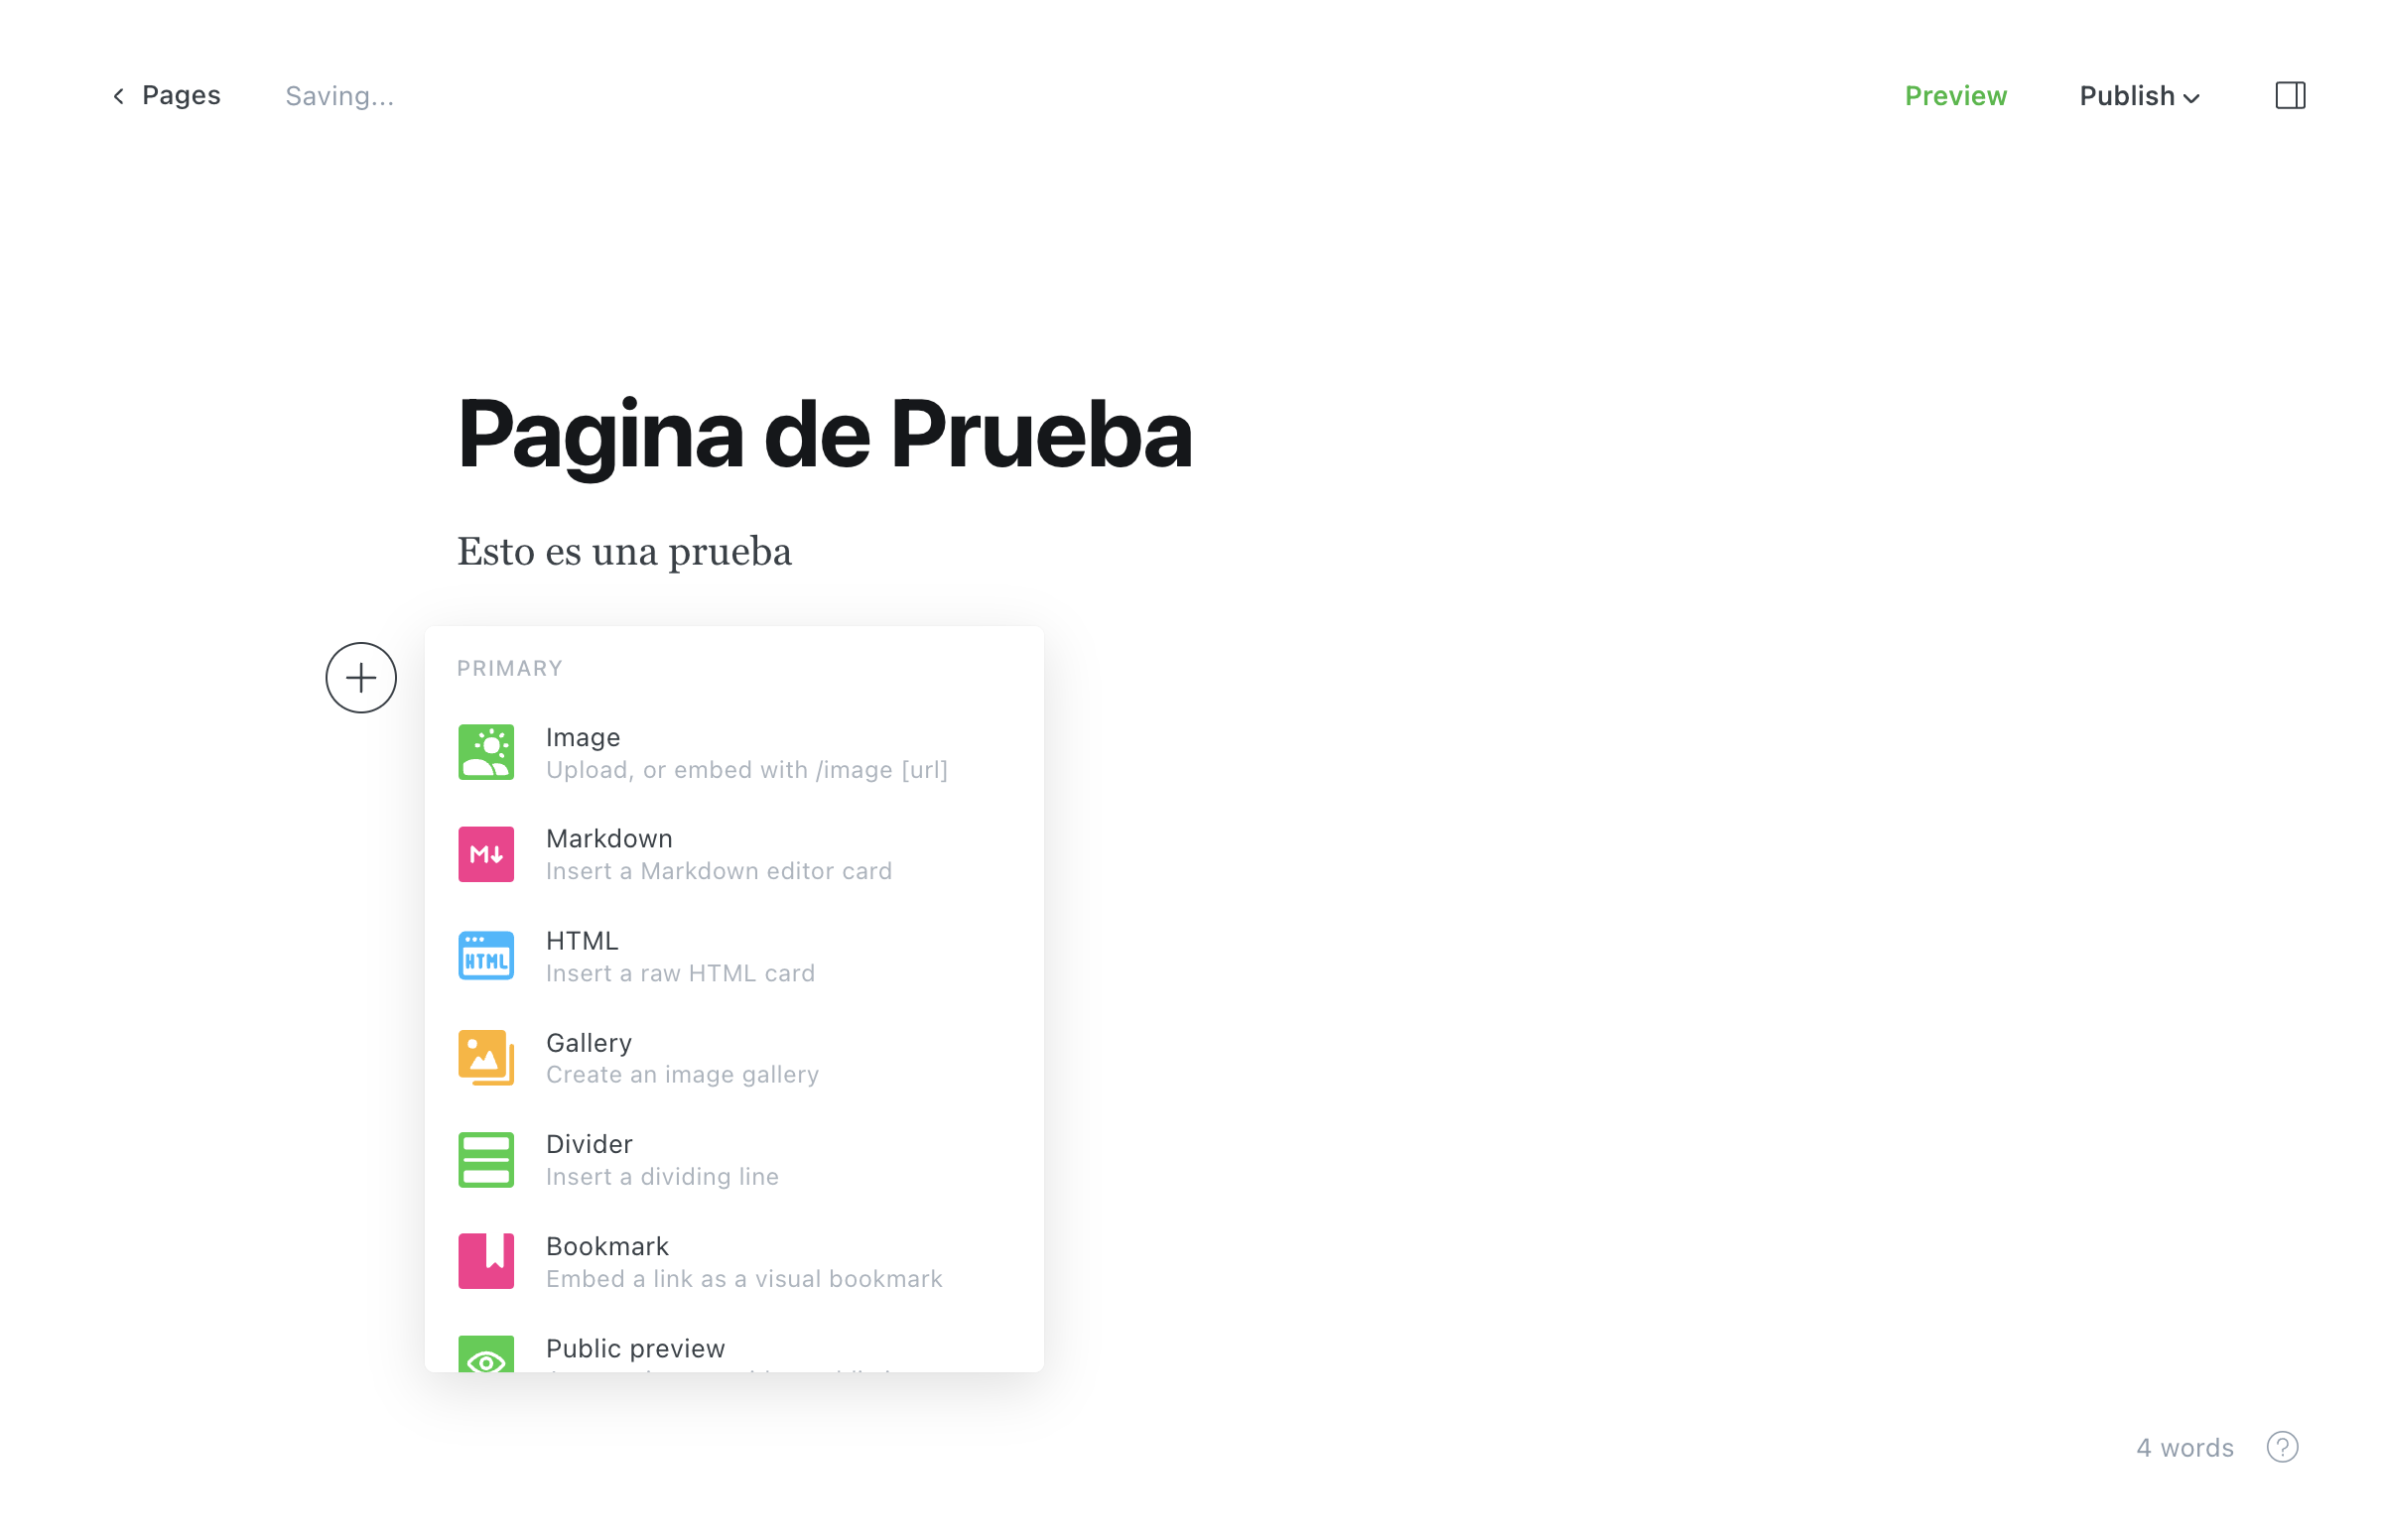 Pages
Saving...
Preview
Publish
Pagina de Prueba
Esto es una prueba
PRIMARY
Image
Upload, or embed with /image [url]
M
Markdown
Insert a Markdown editor card
HTML
HTML
Insert a raw HTML card
Gallery
Create an image gallery
Divider
Insert a dividing line
Bookmark
Embed a link as a visual bookmark
Public preview
4 words
?